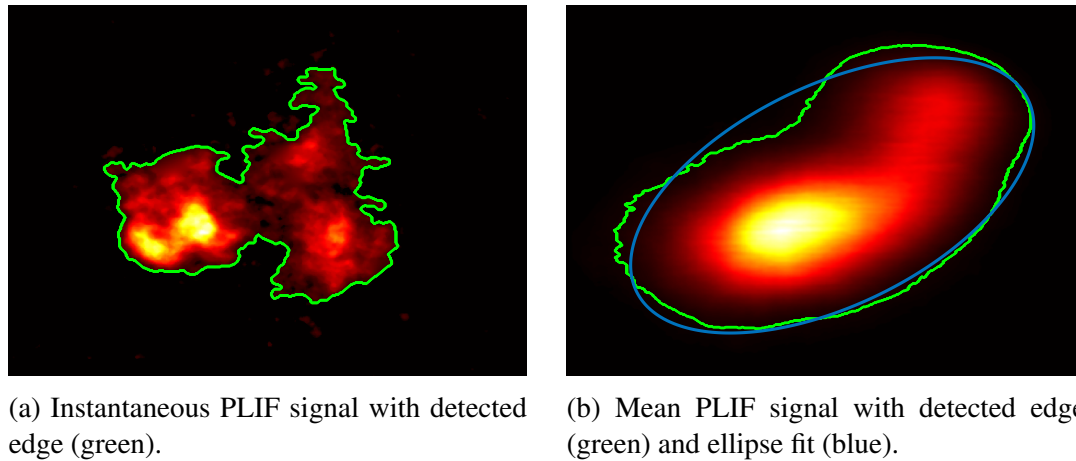 (a) Instantaneous PLIF signal with detected
edge (green).
(b) Mean PLIF signal with detected edge
(green) and ellipse fit (blue).